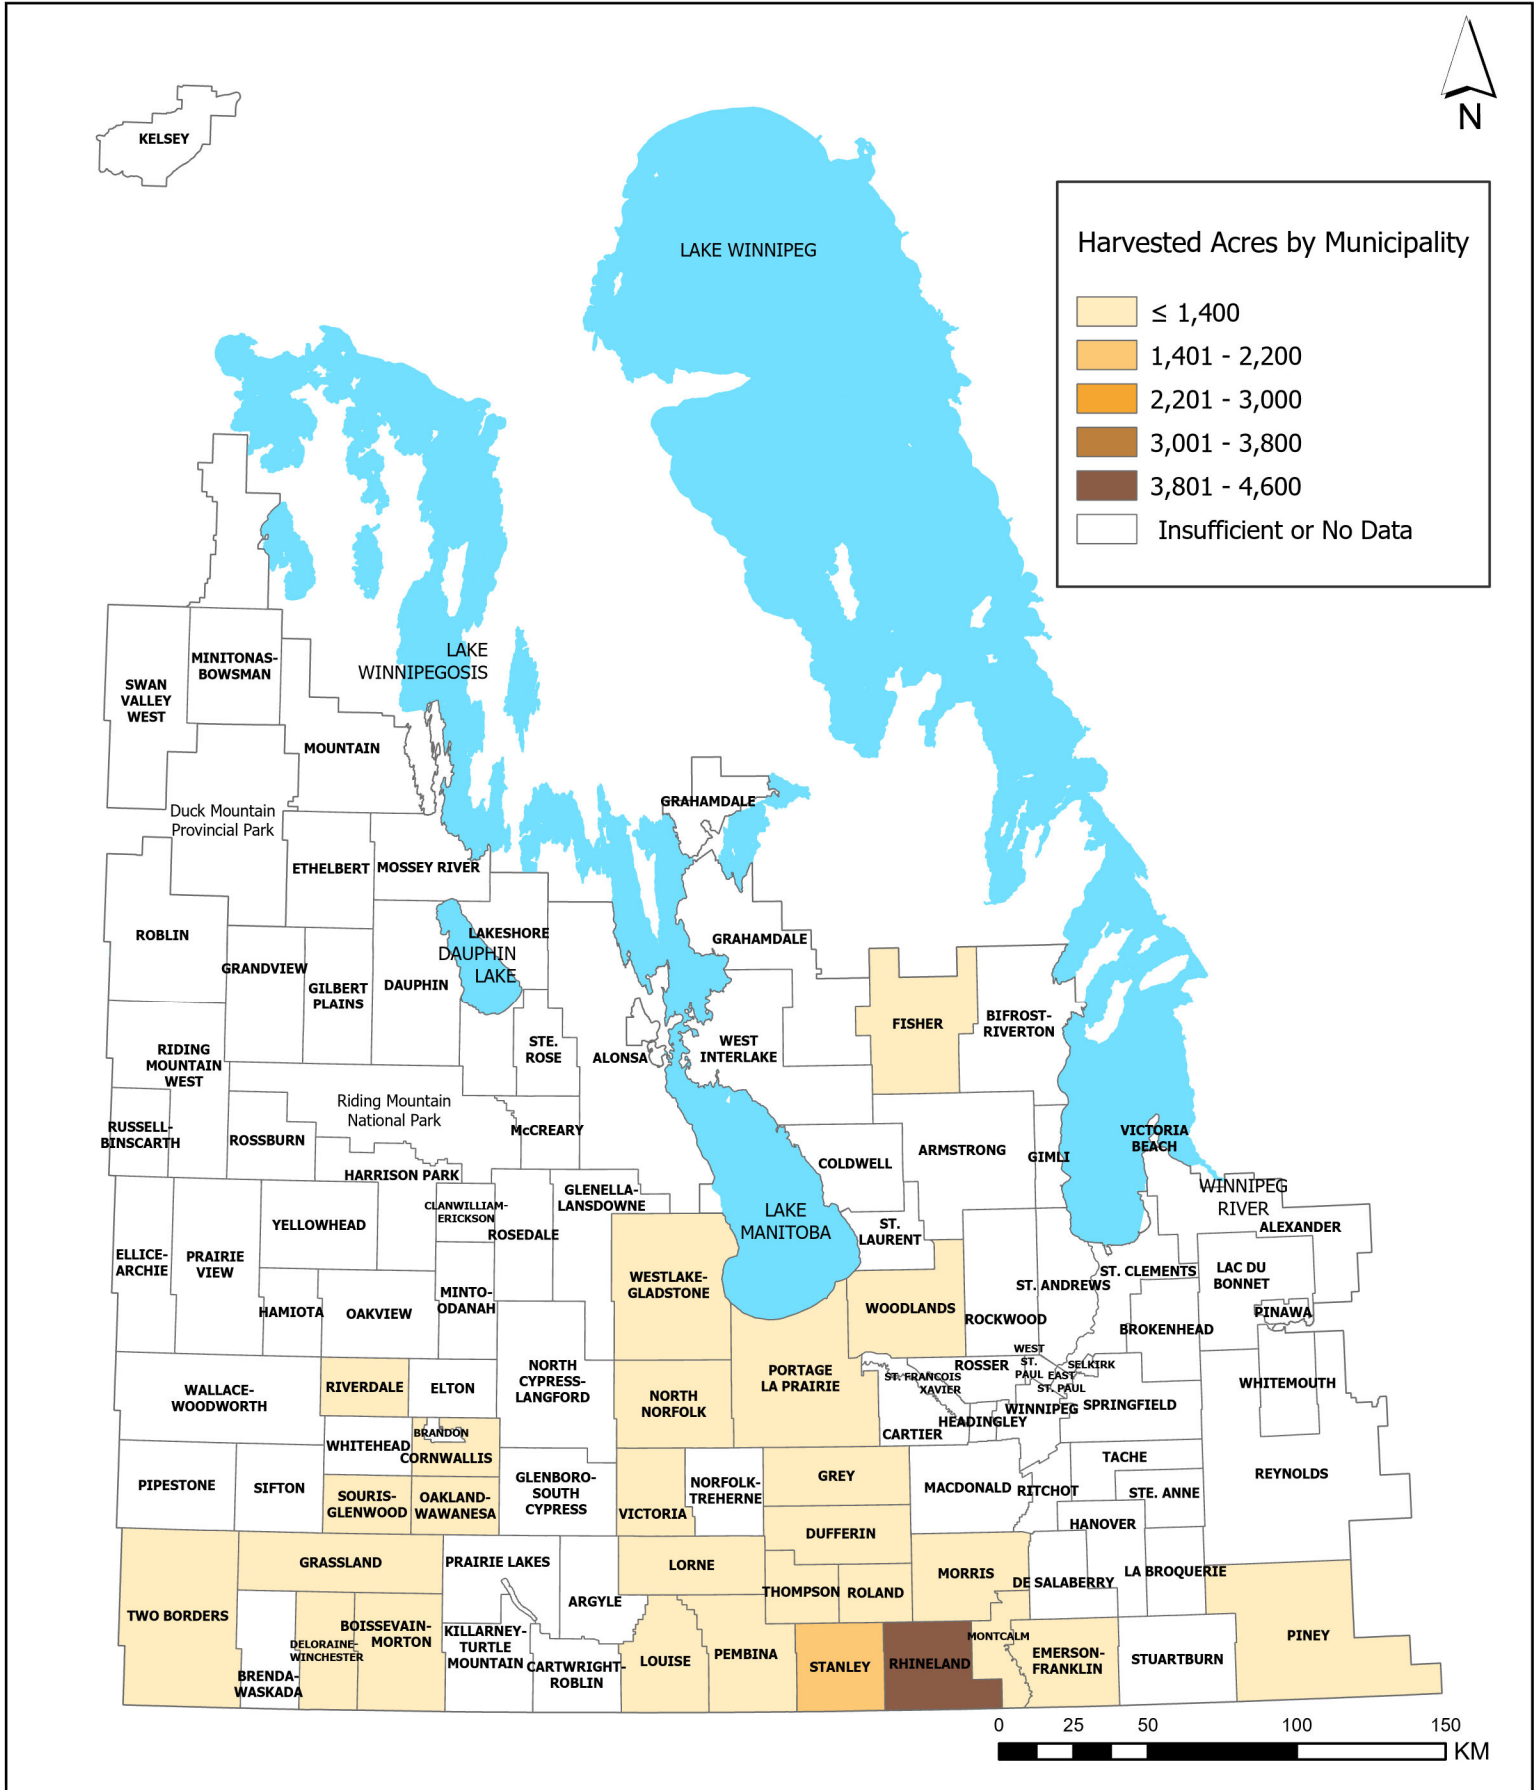 N
KELSEY
LAKE WINNIPEG
Harvested Acres by Municipality
≤ 1,400
1,401 - 2,200
2,201 - 3,000
3,001 - 3,800
3,801 - 4,600
Insufficient or No Data
LAKE
WINNIPEGOSIS
MINITONAS-
BOWSMAN
SWAN
VALLEY
WEST
MOUNTAIN
Duck Mountain
Provincial Park
GRAHAMDALE
ETHELBERT
MOSSEY RIVER
ROBLIN
LAKESHORE
DAUPHIN
LAKE
GRAHAMDALE
GRANDVIEW
GILBERT
PLAINS
DAUPHIN
FISHER
BIFROST-
RIVERTON
RIDING
MOUNTAIN
WEST
STE.
ROSE
ALONSA
WEST
INTERLAKE
Riding Mountain
National Park
RUSSELL-
BINSCARTH
ROSSBURN
McCREARY
VICTORIA
BEACH
ARMSTRONG
GIMLI
COLDWELL
HARRISON PARK
GLENELLA-
LANSDOWNE
WINNIPEG
RIVER
CLANWILLIAM-
ERICKSON
YELLOWHEAD
ROSEDALE
LAKE
MANITOBA
ST.
LAURENT
ALEXANDER
ELLICE-
ARCHIE
PRAIRIE
VIEW
WESTLAKE-
GLADSTONE
ST. ANDREWS
ST. CLEMENTS
LAC DU
BONNET
HAMIOTA
OAKVIEW
MINTO-
ODANAH
WOODLANDS
ROCKWOOD
BROKENHEAD
PINAWA
WALLACE-
WOODWORTH
RIVERDALE
ELTON
NORTH
CYPRESS-
LANGFORD
NORTH
NORFOLK
PORTAGE
LA PRAIRIE
ST. FRANCOIS
XAVIER
ROSSER
WEST
ST.
PAUL
EAST
ST. PAUL
SELKIRK
WHITEMOUTH
WINNIPEG
SPRINGFIELD
HEADINGLEY
CARTIER
WHITEHEAD
BRANDON
CORNWALLIS
PIPESTONE
SIFTON
SOURIS-
GLENWOOD
OAKLAND-
WAWANESA
GLENBORO-
SOUTH
CYPRESS
VICTORIA
NORFOLK-
TREHERNE
GREY
MACDONALD
RITCHOT
TACHE
STE. ANNE
REYNOLDS
HANOVER
DUFFERIN
GRASSLAND
PRAIRIE LAKES
LORNE
MORRIS
DE SALABERRY
LA BROQUERIE
TWO BORDERS
ARGYLE
THOMPSON
ROLAND
BOISSEVAIN-
MORTON
DELORAINE-
WINCHESTER
BRENDA-
WASKADA
KILLARNEY-
TURTLE
MOUNTAIN
CARTWRIGHT-
ROBLIN
LOUISE
PEMBINA
STANLEY
RHINELAND
MONTCALM
EMERSON-
FRANKLIN
STUARTBURN
PINEY
0 25 50 100 150
KM